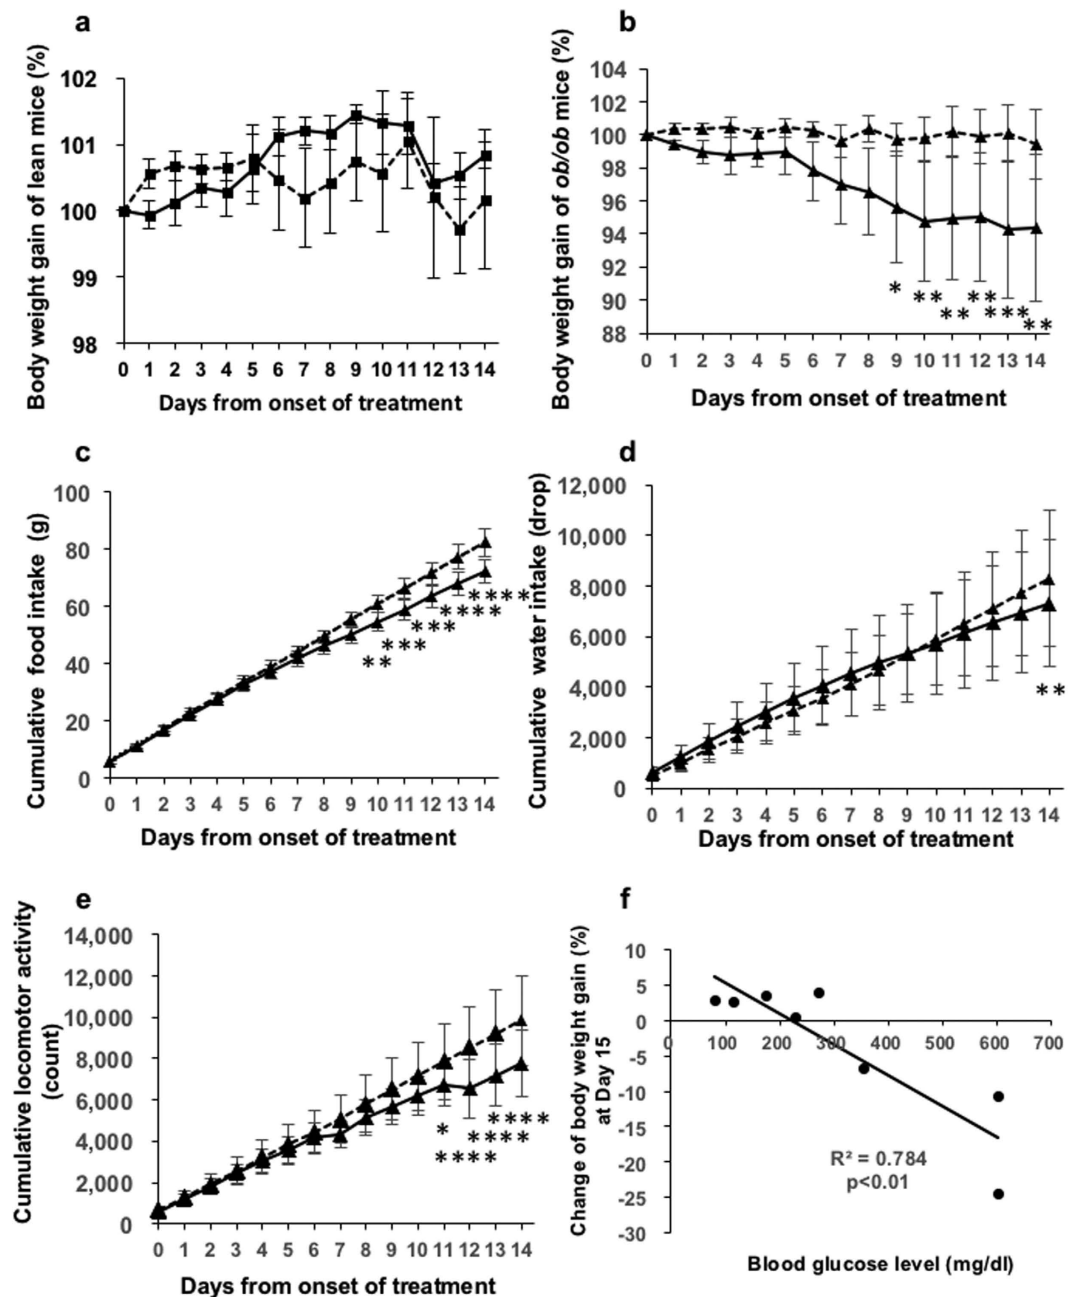 a
Body weight gain of lean mice (%)
102
101
100
99
98
0 1 2 3 4 5 6 7 8 9 10 11 12 13 14
Days from onset of treatment
b
Body weight gain of ob/ob mice (%)
104
102
100
98
96
94
92
90
88
*
**
**
**
***
**
0 1 2 3 4 5 6 7 8 9 10 11 12 13 14
Days from onset of treatment
c
Cumulative food intake (g)
100
80
60
40
20
0
**
***
***
****
****
0 1 2 3 4 5 6 7 8 9 10 11 12 13 14
Days from onset of treatment
d
Cumulative water intake (drop)
12,000
10,000
8,000
6,000
4,000
2,000
0
**
0 1 2 3 4 5 6 7 8 9 10 11 12 13 14
Days from onset of treatment
e
Cumulative locomotor activity
(count)
14,000
12,000
10,000
8,000
6,000
4,000
2,000
0
*
****
****
****
0 1 2 3 4 5 6 7 8 9 10 11 12 13 14
Days from onset of treatment
f
Change of body weight gain (%)
at Day 15
10
5
0
-5
-10
-15
-20
-25
-30
0 100 200 300 400 500 600 700
R² = 0.784
p<0.01
Blood glucose level (mg/dl)